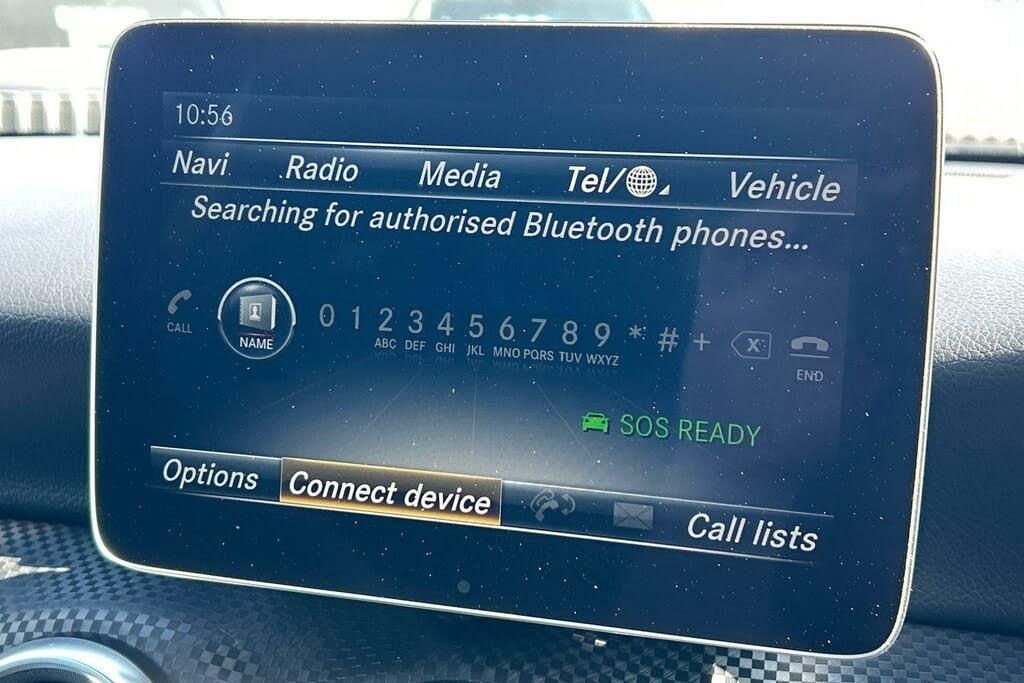 10:56
Navi Radio Media Tel/ Vehicle
Searching for authorised Bluetooth phones...
CALL NAME 0 1 2 3 4 5 6 7 8 9 * # + X END
ABC DEF GHI JKL MNO PQRS TUV WXYZ
SOS READY
Options Connect device Call lists